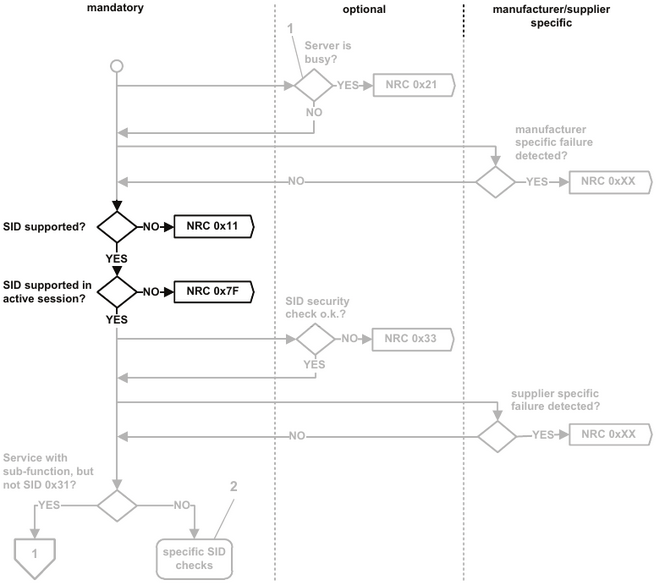 mandatory
optional
manufacturer/supplier
specific
1
Server is
busy?
YES
NRC 0x21
NO
manufacturer
specific failure
detected?
NO
YES
NRC 0xXX
SID supported?
NO
NRC 0x11
YES
SID supported in
active session?
NO
NRC 0x7F
YES
SID security
check o.k.?
NO
NRC 0x33
YES
supplier specific
failure detected?
NO
YES
NRC 0xXX
Service with
sub-function, but
not SID 0x31?
YES
NO
2
1
specific SID
checks